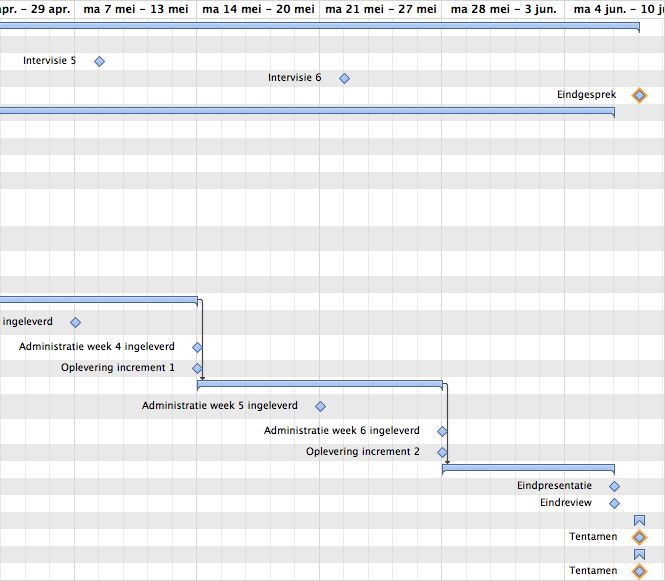 apr. – 29 apr. ma 7 mei – 13 mei ma 14 mei – 20 mei ma 21 mei – 27 mei ma 28 mei – 3 jun. ma 4 jun. – 10 ju
Intervisie 5
Intervisie 6
Eindgesprek
ingeleverd
Administratie week 4 ingeleverd
Oplevering increment 1
Administratie week 5 ingeleverd
Administratie week 6 ingeleverd
Oplevering increment 2
Eindpresentatie
Eindreview
Tentamen
Tentamen